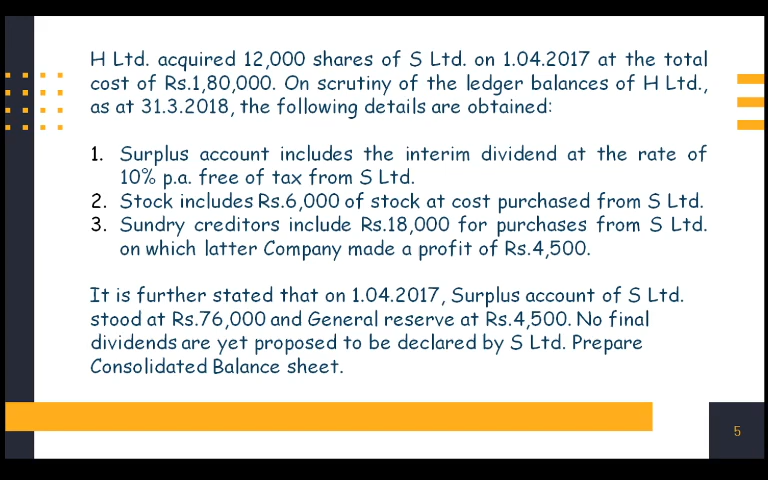 H Ltd. acquired 12,000 shares of S Ltd. on 1.04.2017 at the total
cost of Rs.1,80,000. On scrutiny of the ledger balances of H Ltd.,
as at 31.3.2018, the following details are obtained:
1. Surplus account includes the interim dividend at the rate of
10% p.a. free of tax from S Ltd.
2. Stock includes Rs.6,000 of stock at cost purchased from S Ltd.
3. Sundry creditors include Rs.18,000 for purchases from S Ltd.
on which latter Company made a profit of Rs.4,500.
It is further stated that on 1.04.2017, Surplus account of S Ltd.
stood at Rs.76,000 and General reserve at Rs.4,500. No final
dividends are yet proposed to be declared by S Ltd. Prepare
Consolidated Balance sheet.
5